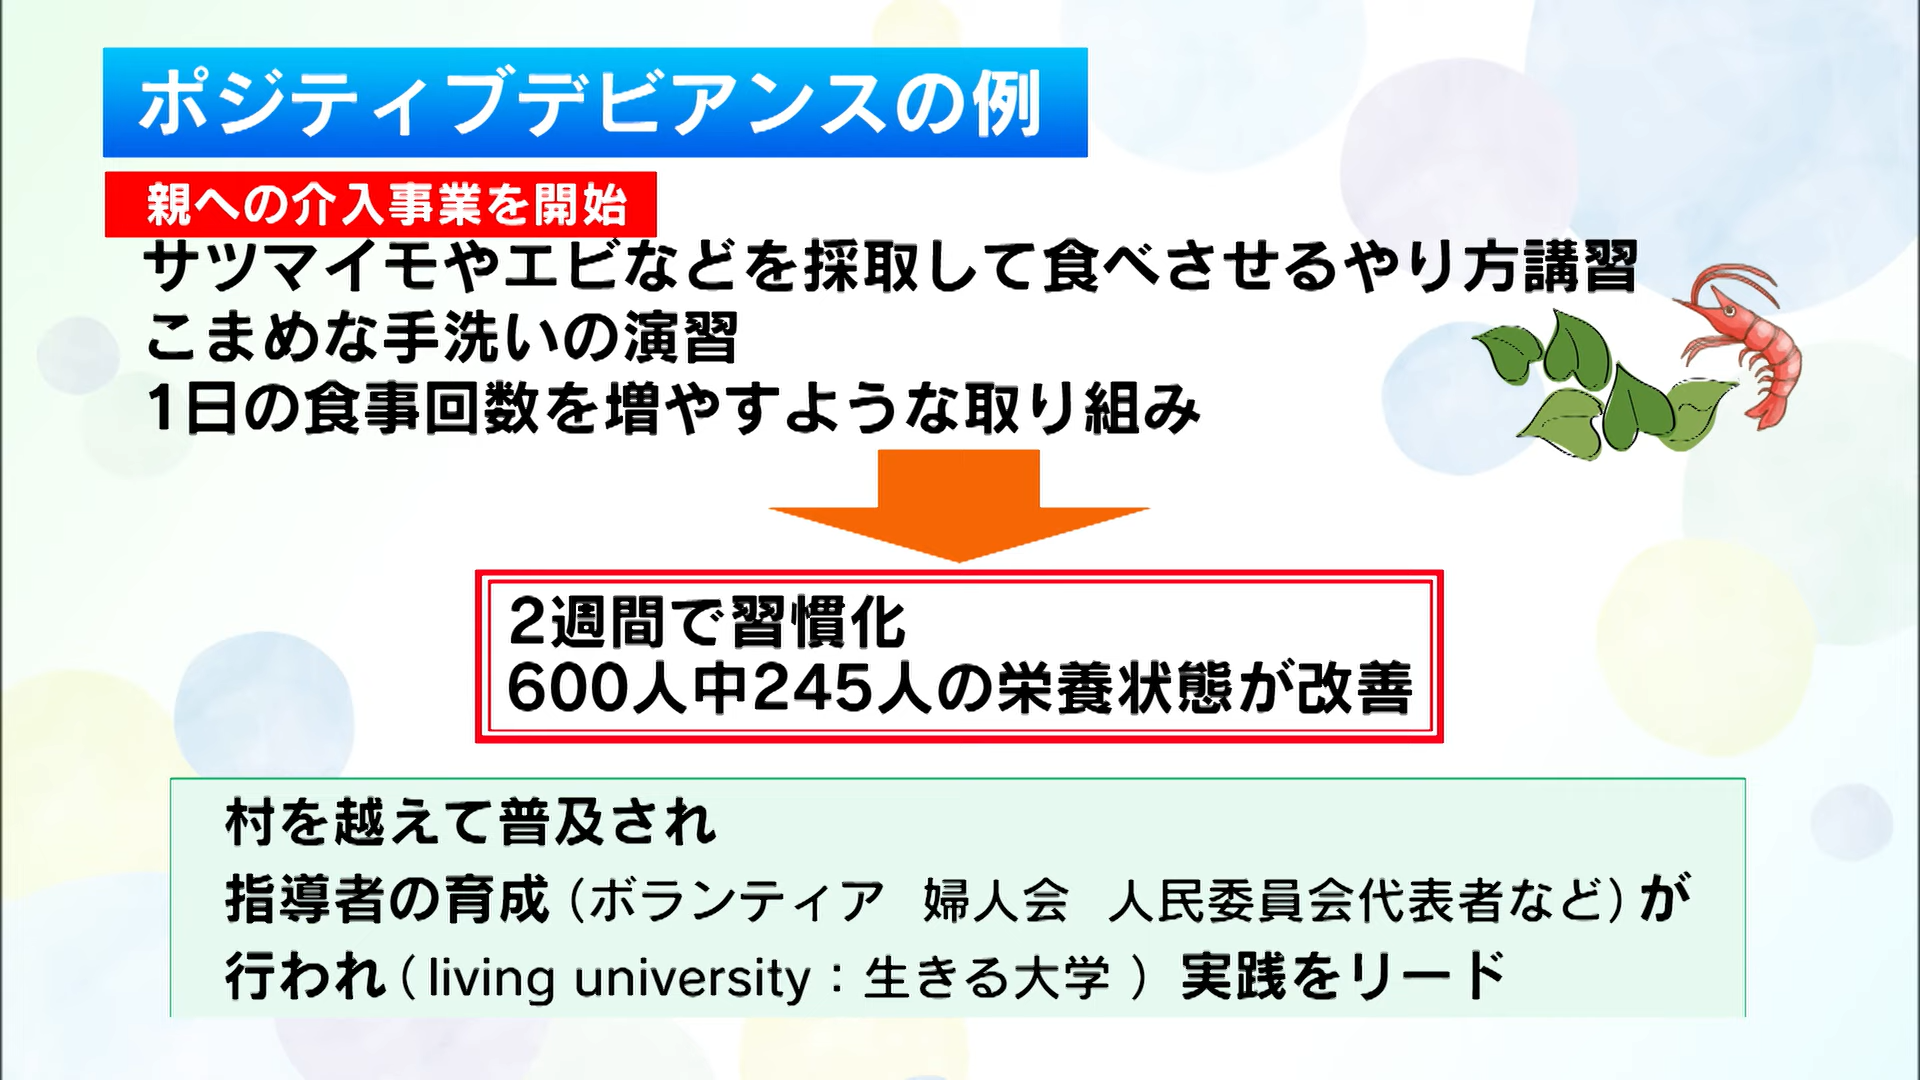 ポジティブデビアンスの例
親への介入事業を開始
サツマイモやエビなどを採取して食べさせるやり方講習
こまめな手洗いの演習
1日の食事回数を増やすような取り組み
2週間で習慣化
600人中245人の栄養状態が改善
村を越えて普及され
指導者の育成（ボランティア　婦人会　人民委員会代表者など）が
行われ（living university：生きる大学）実践をリード